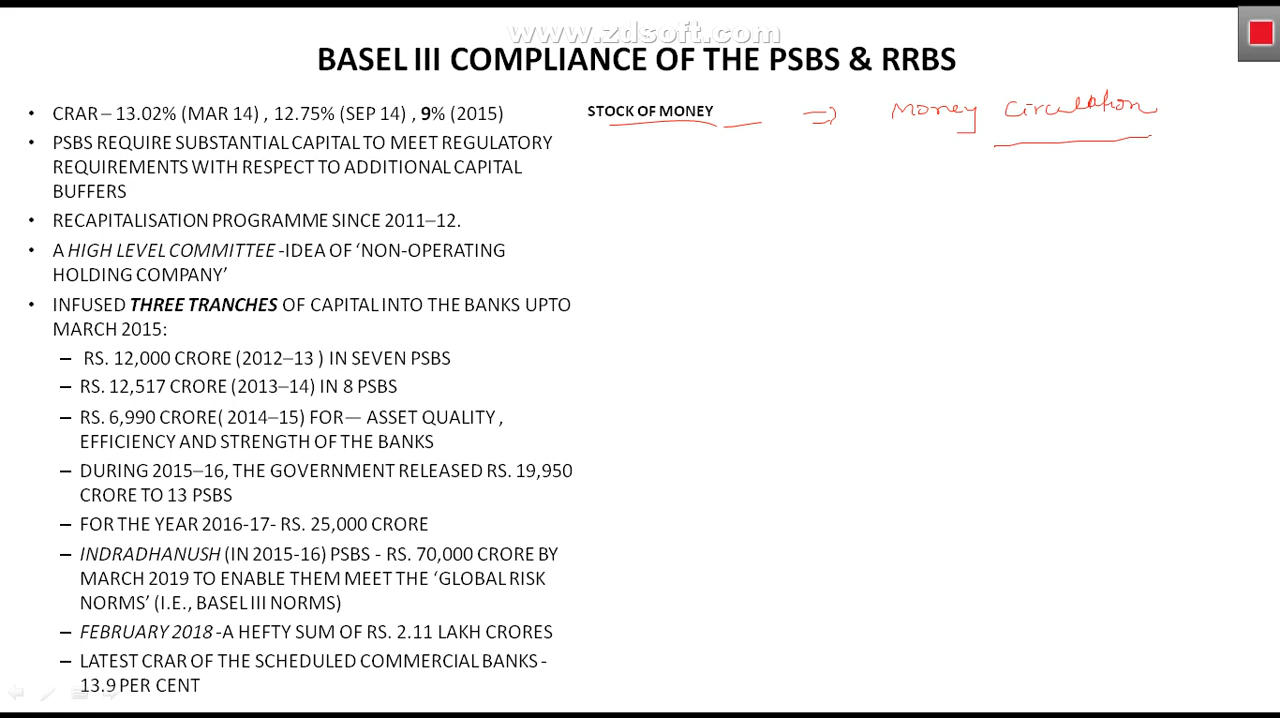 www.zdsoft.com
BASEL III COMPLIANCE OF THE PSBS & RRBS
• CRAR – 13.02% (MAR 14) , 12.75% (SEP 14) , 9% (2015)
• PSBS REQUIRE SUBSTANTIAL CAPITAL TO MEET REGULATORY
REQUIREMENTS WITH RESPECT TO ADDITIONAL CAPITAL
BUFFERS
• RECAPITALISATION PROGRAMME SINCE 2011–12.
• A HIGH LEVEL COMMITTEE -IDEA OF ‘NON-OPERATING
HOLDING COMPANY’
• INFUSED THREE TRANCHES OF CAPITAL INTO THE BANKS UPTO
MARCH 2015:
– RS. 12,000 CRORE (2012–13 ) IN SEVEN PSBS
– RS. 12,517 CRORE (2013–14) IN 8 PSBS
– RS. 6,990 CRORE( 2014–15) FOR— ASSET QUALITY ,
EFFICIENCY AND STRENGTH OF THE BANKS
– DURING 2015–16, THE GOVERNMENT RELEASED RS. 19,950
CRORE TO 13 PSBS
– FOR THE YEAR 2016-17- RS. 25,000 CRORE
– INDRADHANUSH (IN 2015-16) PSBS - RS. 70,000 CRORE BY
MARCH 2019 TO ENABLE THEM MEET THE ‘GLOBAL RISK
NORMS’ (I.E., BASEL III NORMS)
– FEBRUARY 2018 -A HEFTY SUM OF RS. 2.11 LAKH CRORES
– LATEST CRAR OF THE SCHEDULED COMMERCIAL BANKS -
13.9 PER CENT
STOCK OF MONEY ⇒ Money Circulation